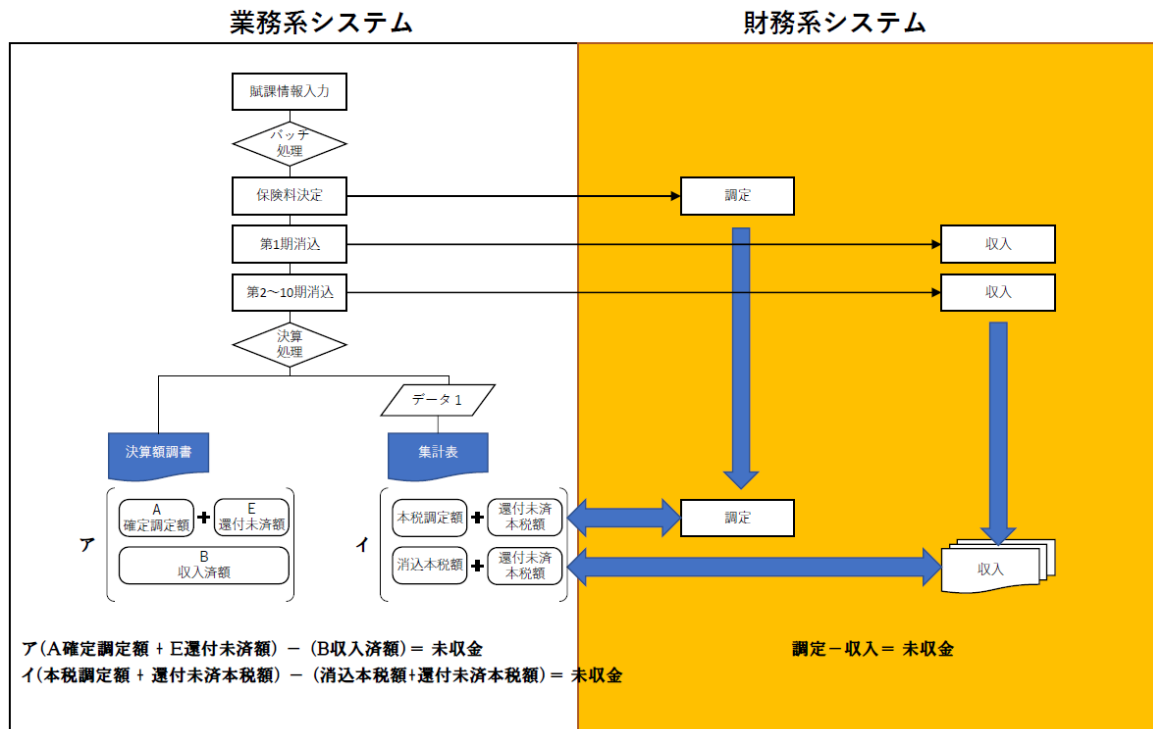 業務系システム
財務系システム
賦課情報入力
バッチ
処理
保険料決定
調定
第1期消込
収入
第2～10期消込
収入
決算
処理
データ１
決算額調書
集計表
ア
A
確定調定額
+
E
還付未済額
B
収入済額
イ
本税調定額
+
還付未済
本税額
消込本税額
+
還付未済
本税額
調定
収入
ア(A確定調定額 + E還付未済額) － (B収入済額)＝ 未収金
イ(本税調定額 + 還付未済本税額) － (消込本税額+還付未済本税額)＝ 未収金
調定－収入＝ 未収金